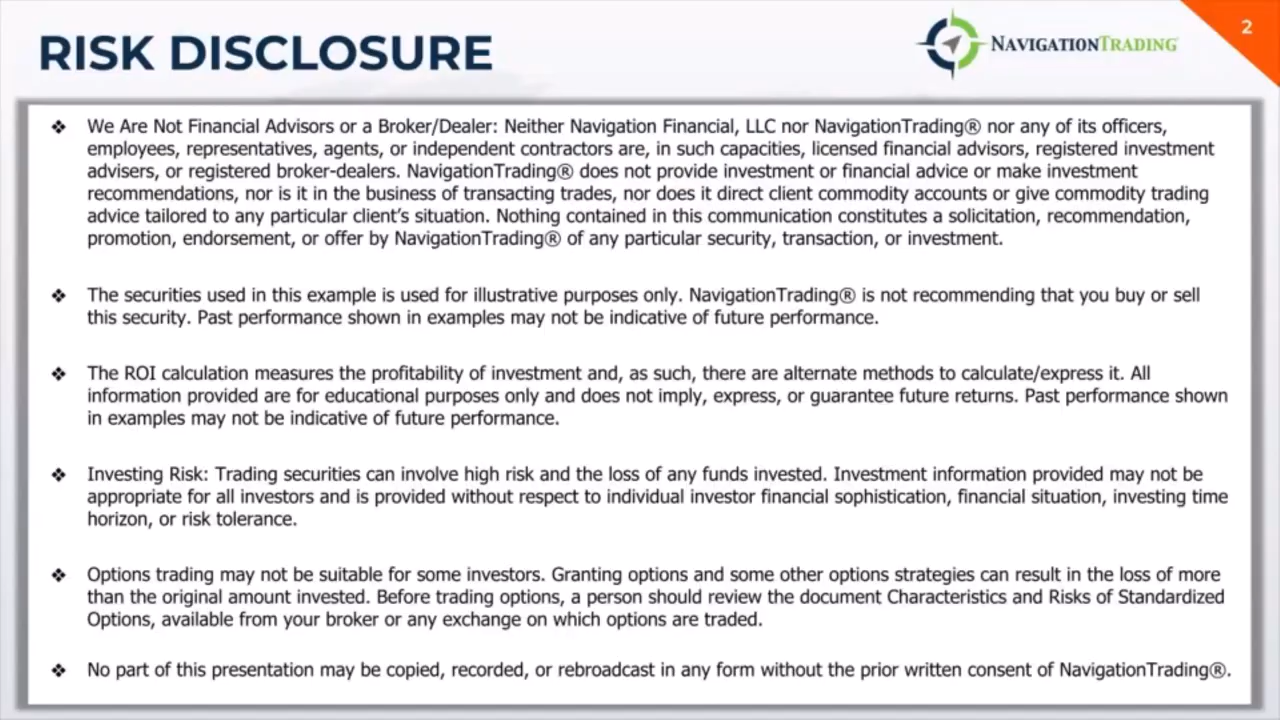 RISK DISCLOSURE
NAVIGATIONTRADING
2
❖ We Are Not Financial Advisors or a Broker/Dealer: Neither Navigation Financial, LLC nor NavigationTrading® nor any of its officers,
employees, representatives, agents, or independent contractors are, in such capacities, licensed financial advisors, registered investment
advisers, or registered broker-dealers. NavigationTrading® does not provide investment or financial advice or make investment
recommendations, nor is it in the business of transacting trades, nor does it direct client commodity accounts or give commodity trading
advice tailored to any particular client's situation. Nothing contained in this communication constitutes a solicitation, recommendation,
promotion, endorsement, or offer by NavigationTrading® of any particular security, transaction, or investment.
❖ The securities used in this example is used for illustrative purposes only. NavigationTrading® is not recommending that you buy or sell
this security. Past performance shown in examples may not be indicative of future performance.
❖ The ROI calculation measures the profitability of investment and, as such, there are alternate methods to calculate/express it. All
information provided are for educational purposes only and does not imply, express, or guarantee future returns. Past performance shown
in examples may not be indicative of future performance.
❖ Investing Risk: Trading securities can involve high risk and the loss of any funds invested. Investment information provided may not be
appropriate for all investors and is provided without respect to individual investor financial sophistication, financial situation, investing time
horizon, or risk tolerance.
❖ Options trading may not be suitable for some investors. Granting options and some other options strategies can result in the loss of more
than the original amount invested. Before trading options, a person should review the document Characteristics and Risks of Standardized
Options, available from your broker or any exchange on which options are traded.
❖ No part of this presentation may be copied, recorded, or rebroadcast in any form without the prior written consent of NavigationTrading®.